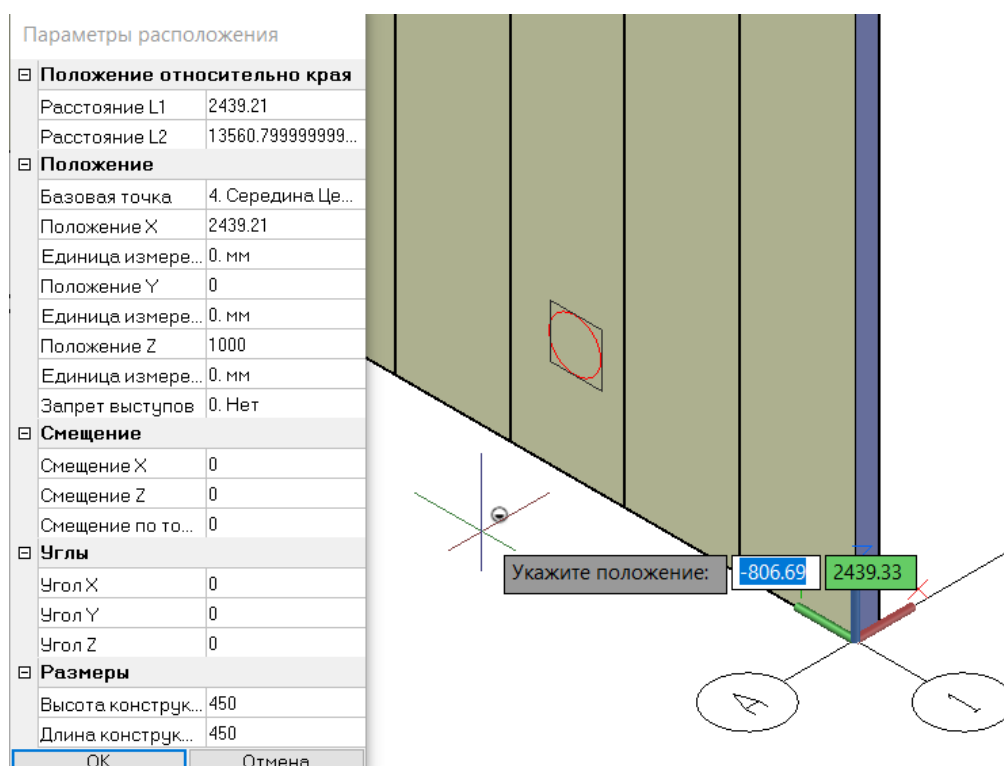 Параметры расположения
Положение относительно края
Расстояние L1 2439.21
Расстояние L2 13560.799999999...
Положение
Базовая точка 4. Середина Це...
Положение X 2439.21
Единица измере... 0. мм
Положение Y 0
Единица измере... 0. мм
Положение Z 1000
Единица измере... 0. мм
Запрет выступов 0. Нет
Смещение
Смещение X 0
Смещение Z 0
Смещение по то... 0
Углы
Угол X 0
Угол Y 0
Угол Z 0
Размеры
Высота конструк... 450
Длина конструк... 450
ОК Отмена
Укажите положение: -806.69 2439.33
X
А 1